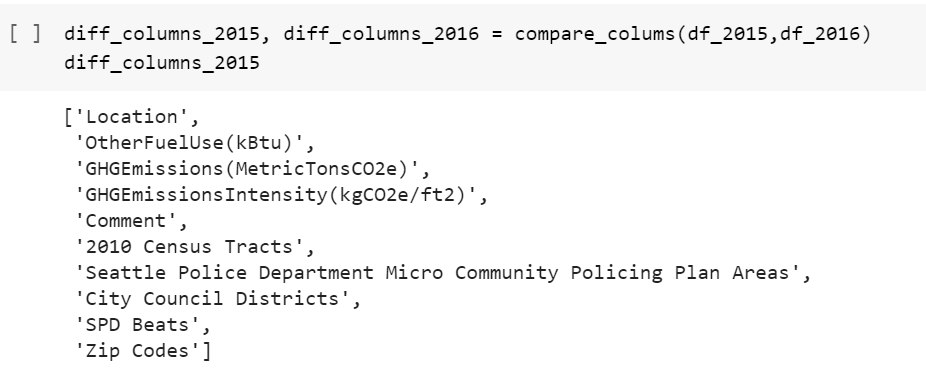 [ ] diff_columns_2015, diff_columns_2016 = compare_colums(df_2015,df_2016)
diff_columns_2015
['Location',
'OtherFuelUse(kBtu)',
'GHGEmissions(MetricTonsCO2e)',
'GHGEmissionsIntensity(kgCO2e/ft2)',
'Comment',
'2010 Census Tracts',
'Seattle Police Department Micro Community Policing Plan Areas',
'City Council Districts',
'SPD Beats',
'Zip Codes']